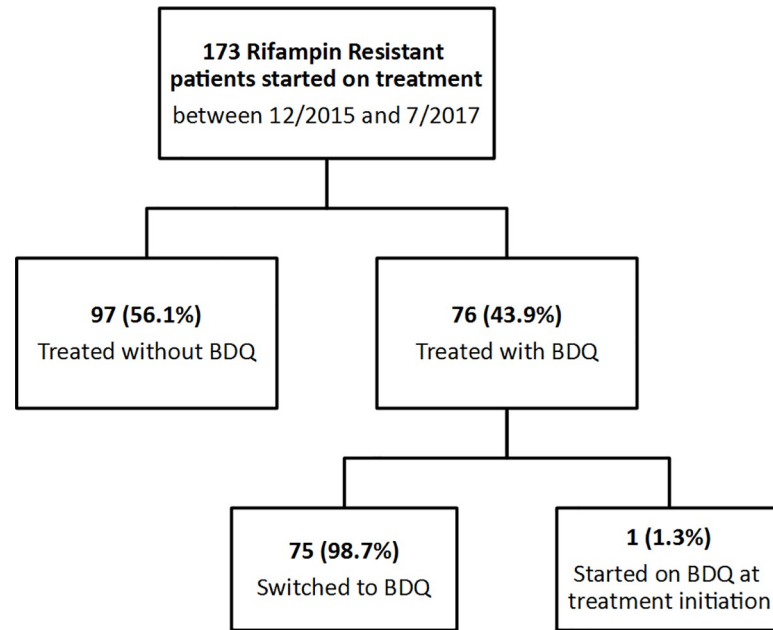 173 Rifampin Resistant
patients started on treatment
between 12/2015 and 7/2017
97 (56.1%)
Treated without BDQ
76 (43.9%)
Treated with BDQ
75 (98.7%)
Switched to BDQ
1 (1.3%)
Started on BDQ at
treatment initiation